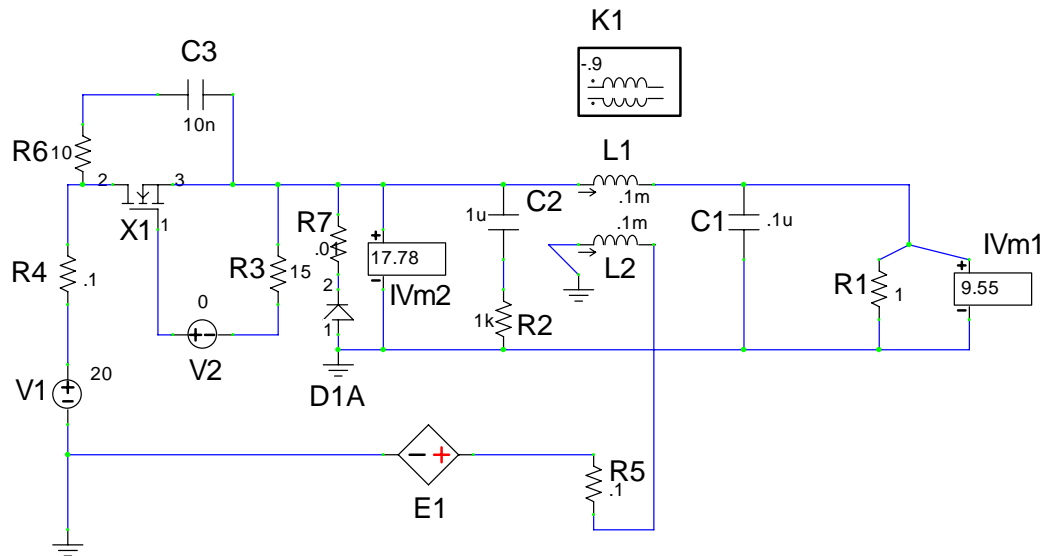 K1
-.9
C3
10n
R6
10
2
3
X1
1
L1
.1m
.1m
L2
C2
1u
C1
.1u
R7
.01
2
1
17.78
IVm2
R4
.1
R3
15
0
V2
R2
1k
R1
1
IVm1
9.55
V1
20
D1A
E1
R5
.1